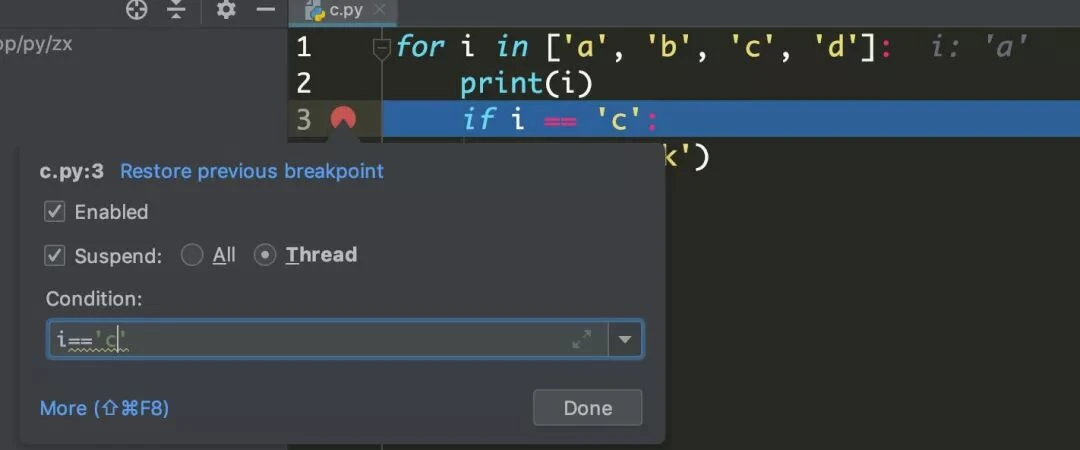 c.py
op/py/zx
1 for i in ['a', 'b', 'c', 'd']: i: 'a'
2 print(i)
3 if i == 'c':
k')
c.py:3 Restore previous breakpoint
Enabled
Suspend: All Thread
Condition:
i=='c'
More (⇧⌘F8)
Done